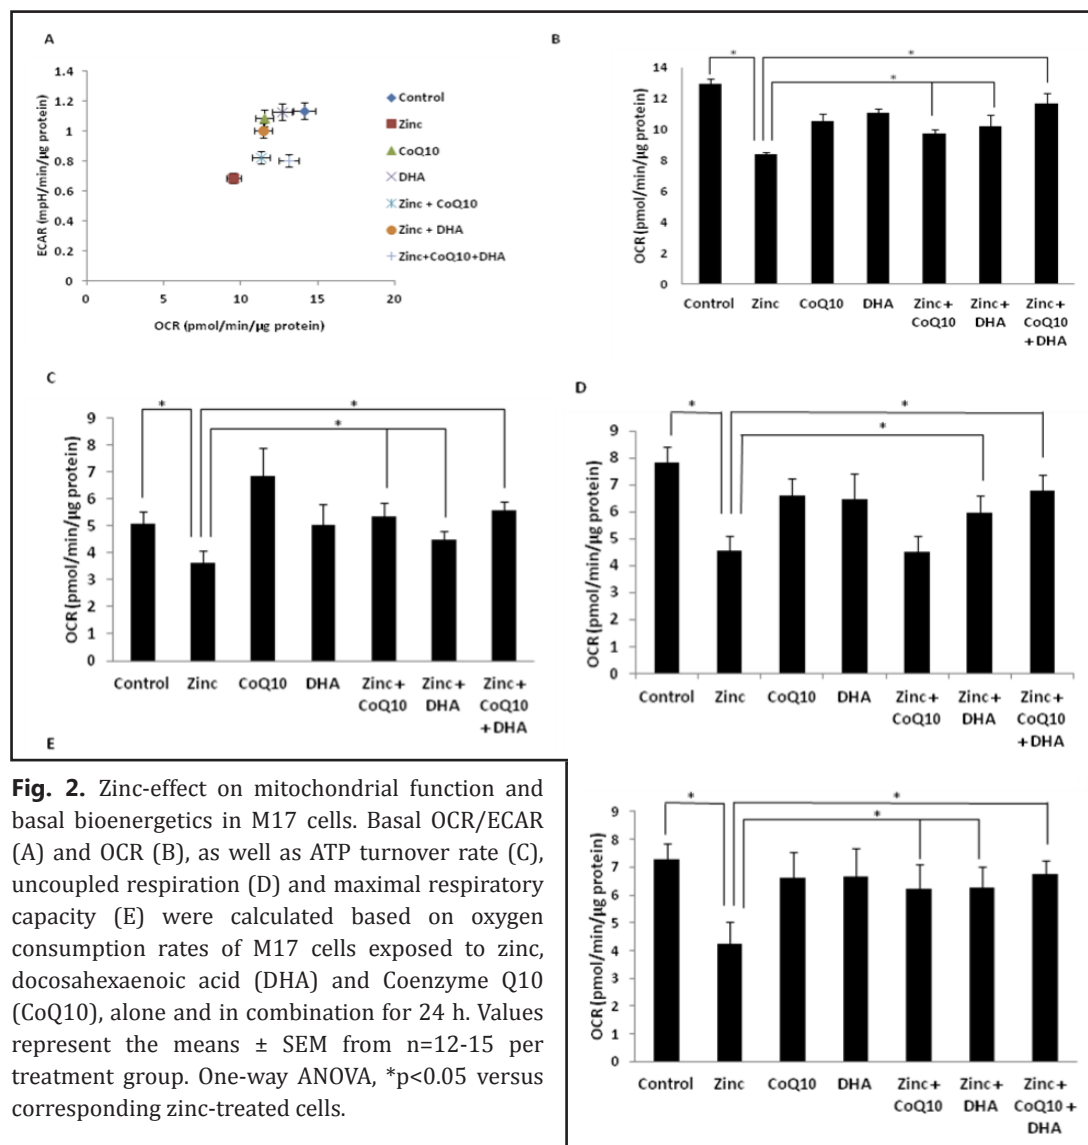 A
1.4
1.2
1
0.8
0.6
0.4
0.2
0
0 5 10 15 20
ECAR (mpH/min/µg protein)
OCR (pmol/min/µg protein)
Control
Zinc
CoQ10
DHA
Zinc + CoQ10
Zinc + DHA
Zinc+CoQ10+DHA
B
* * *
14
12
10
8
6
4
2
0
OCR (pmol/min/µg protein)
Control Zinc CoQ10 DHA Zinc+ Zinc+ Zinc+
CoQ10 DHA CoQ10
+ DHA
C
* * *
9
8
7
6
5
4
3
2
1
0
OCR (pmol/min/µg protein)
Control Zinc CoQ10 DHA Zinc+ Zinc+ Zinc+
CoQ10 DHA CoQ10
+ DHA
D
* * *
9
8
7
6
5
4
3
2
1
0
OCR (pmol/min/µg protein)
Control Zinc CoQ10 DHA Zinc+ Zinc+ Zinc+
CoQ10 DHA CoQ10
+ DHA
E
* * *
9
8
7
6
5
4
3
2
1
0
OCR (pmol/min/µg protein)
Control Zinc CoQ10 DHA Zinc+ Zinc+ Zinc+
CoQ10 DHA CoQ10 +
DHA
Fig. 2. Zinc-effect on mitochondrial function and
basal bioenergetics in M17 cells. Basal OCR/ECAR
(A) and OCR (B), as well as ATP turnover rate (C),
uncoupled respiration (D) and maximal respiratory
capacity (E) were calculated based on oxygen
consumption rates of M17 cells exposed to zinc,
docosahexaenoic acid (DHA) and Coenzyme Q10
(CoQ10), alone and in combination for 24 h. Values
represent the means ± SEM from n=12-15 per
treatment group. One-way ANOVA, *p<0.05 versus
corresponding zinc-treated cells.